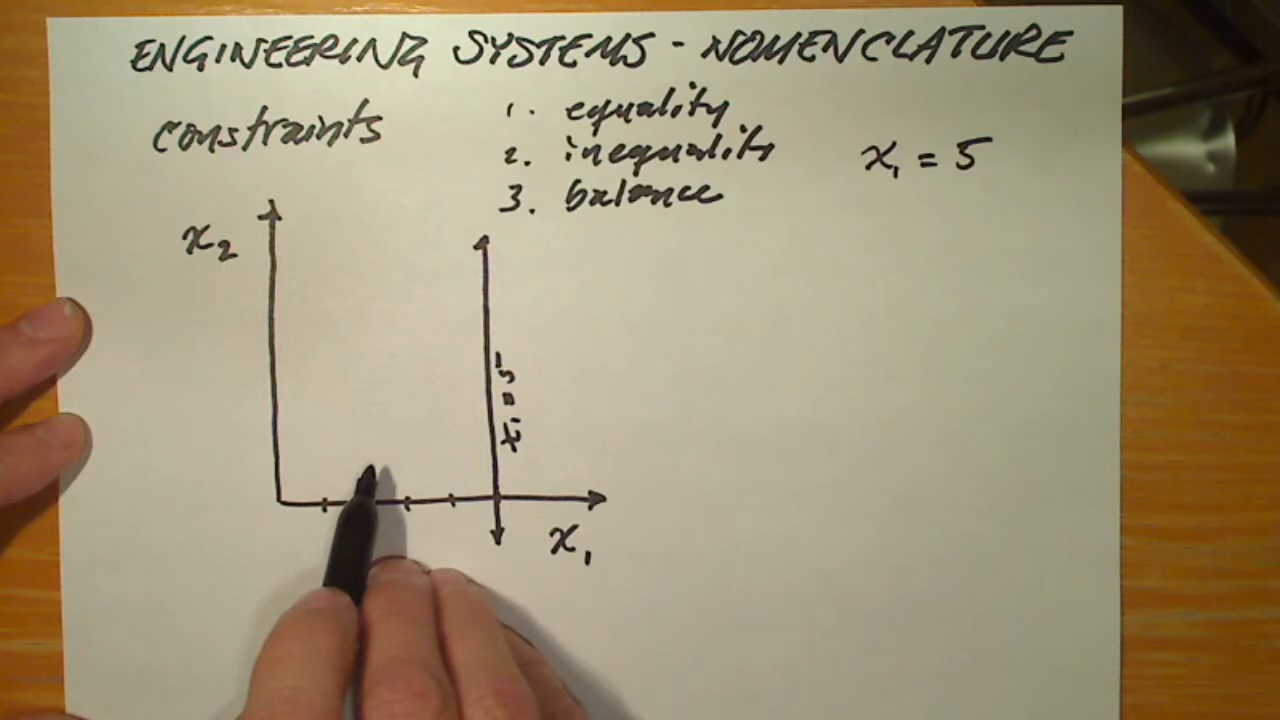 ENGINEERING SYSTEMS - NOMENCLATURE
constraints
1. equality
2. inequality
3. balance
x₁ = 5
x₂
x₁ = 5
x₁